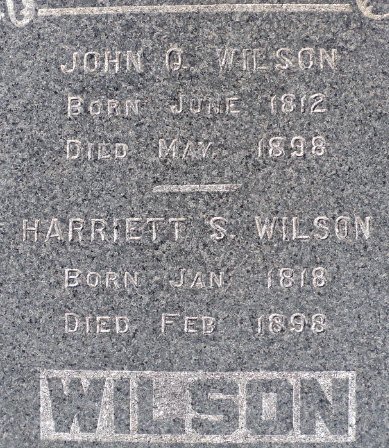 JOHN O. WILSON
BORN JUNE 1812
DIED MAY. 1898
HARRIETT S. WILSON
BORN JAN. 1818
DIED FEB 1898
WILSON